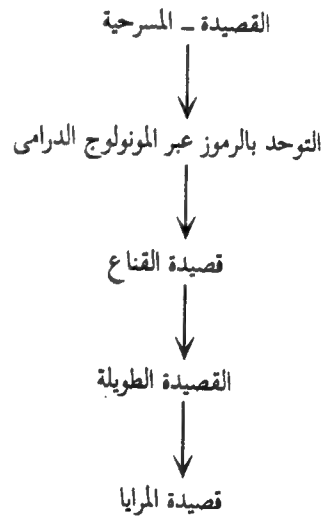 القصيدة ـ المسرحية
التوحد بالرموز عبر المونولوج الدرامى
قصيدة القناع
القصيدة الطويلة
قصيدة المرايا